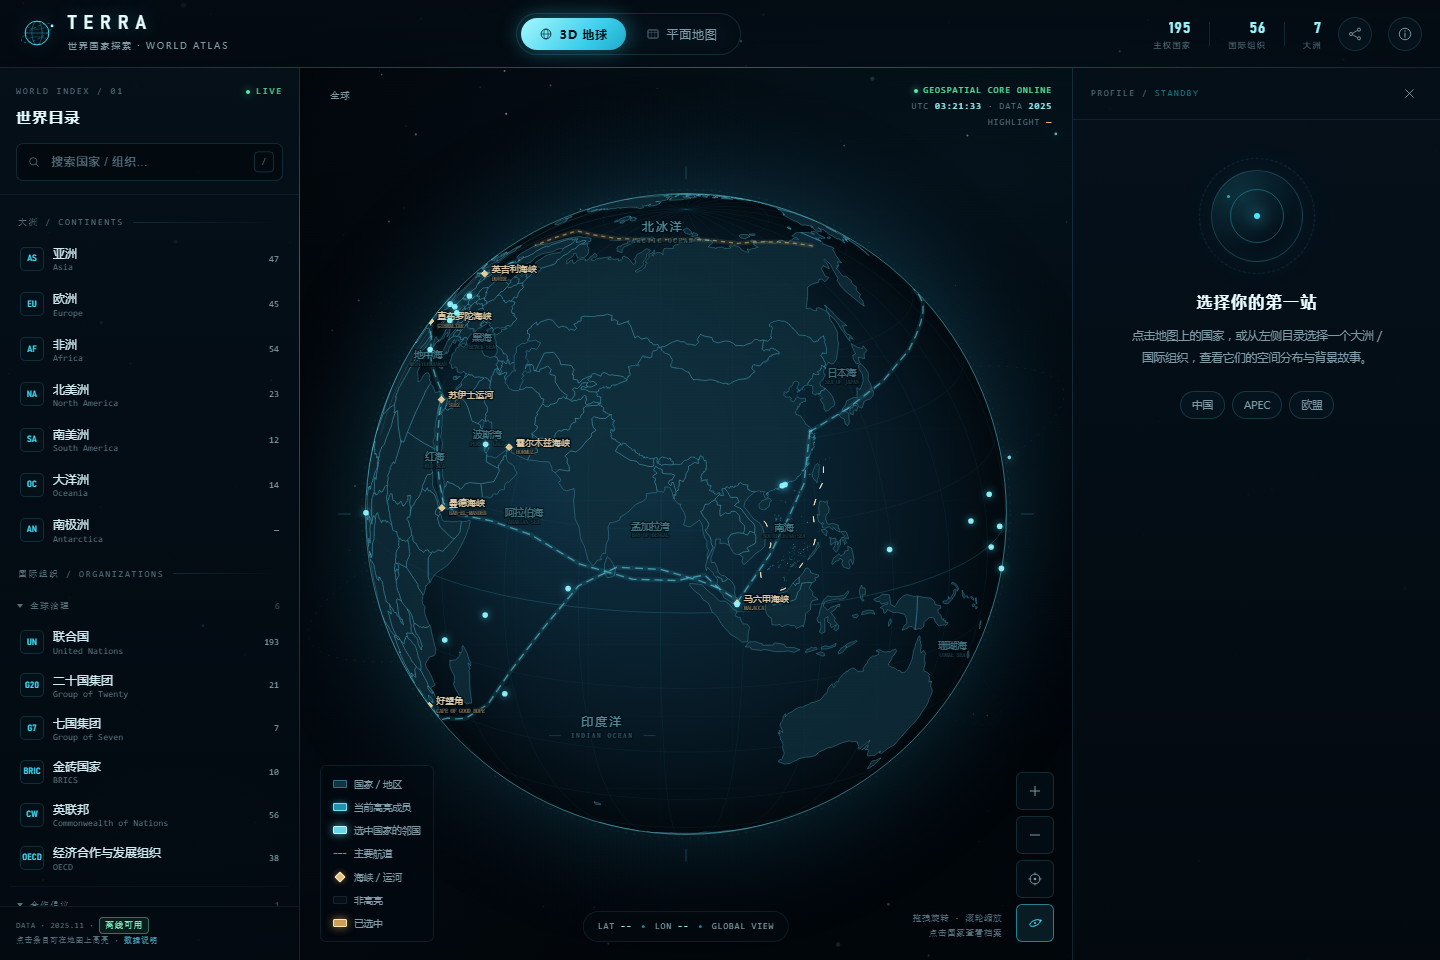 TERRA
世界国家探索 · WORLD ATLAS
3D 地球
平面地图
195
主权国家
56
国际组织
7
大洲
WORLD INDEX / 01
LIVE
世界目录
搜索国家 / 组织...
/
大洲 / CONTINENTS
AS 亚洲 47
Asia
EU 欧洲 45
Europe
AF 非洲 54
Africa
NA 北美洲 23
North America
SA 南美洲 12
South America
OC 大洋洲 14
Oceania
AN 南极洲 —
Antarctica
国际组织 / ORGANIZATIONS
全球治理 6
UN 联合国 193
United Nations
G20 二十国集团 21
Group of Twenty
G7 七国集团 7
Group of Seven
BRIC 金砖国家 10
BRICS
CW 英联邦 56
Commonwealth of Nations
OECD 经济合作与发展组织 38
OECD
DATA · 2025.11 · 离线可用
点击条目可在地图上高亮 · 数据说明
全球
GEOSPATIAL CORE ONLINE
UTC 03:21:33 · DATA 2025
HIGHLIGHT —
北冰洋
英吉利海峡
直布罗陀海峡
黑海
地中海
日本海
苏伊士运河
SUEZ
波斯湾
霍尔木兹海峡
红海
曼德海峡
BAB-EL-MANDEB
阿拉伯海
孟加拉湾
南海
马六甲海峡
MALACCA
珊瑚海
CORAL SEA
好望角
CAPE OF GOOD HOPE
印度洋
INDIAN OCEAN
国家 / 地区
当前高亮成员
选中国家的邻国
主要航道
海峡 / 运河
非高亮
已选中
LAT -- • LON -- • GLOBAL VIEW
拖拽旋转 · 滚轮缩放
点击国家查看档案
PROFILE / STANDBY
选择你的第一站
点击地图上的国家，或从左侧目录选择一个大洲 /
国际组织，查看它们的空间分布与背景故事。
中国
APEC
欧盟